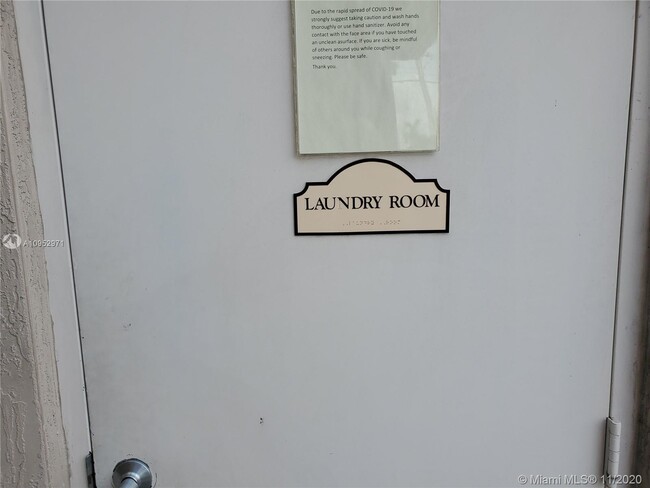 Due to the rapid spread of COVID-19 we
strongly suggest taking caution and wash hands
thoroughly or use hand sanitizer. Avoid any
contact with the face area if you have touched
an unclean asurface. If you are sick, be mindful
of others around you while coughing or
sneezing. Please be safe.
Thank you.
LAUNDRY ROOM
A10952971
© Miami MLS® 11/2020